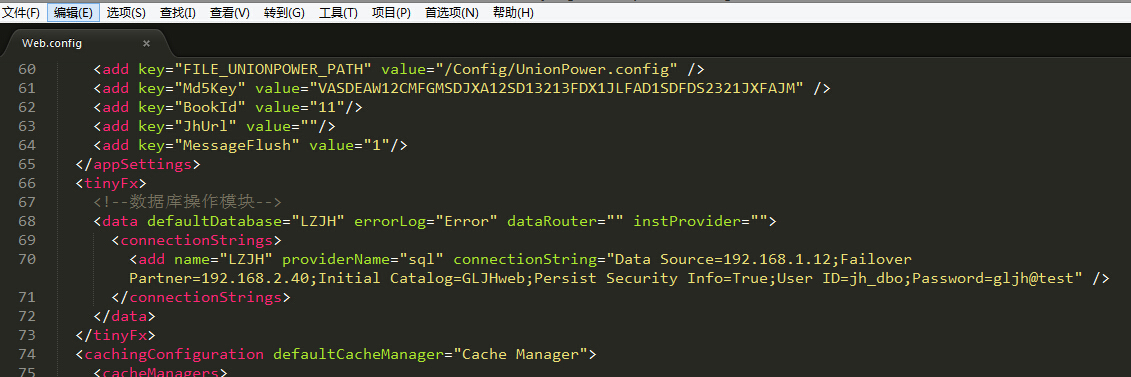 文件(F) 编辑(E) 选项(S) 查找(I) 查看(V) 转到(G) 工具(T) 项目(P) 首选项(N) 帮助(H)
Web.config ×
60 <add key="FILE_UNIONPOWER_PATH" value="/Config/UnionPower.config" />
61 <add key="Md5Key" value="VASDEAW12CMFGMSDJXA12SD13213FDX1JLFAD1SDFDS2321JXFAJM" />
62 <add key="BookId" value="11"/>
63 <add key="JhUrl" value=""/>
64 <add key="MessageFlush" value="1"/>
65 </appSettings>
66 <tinyFx>
67 <!--数据库操作模块-->
68 <data defaultDatabase="LZJH" errorLog="Error" dataRouter="" instProvider="">
69 <connectionStrings>
70 <add name="LZJH" providerName="sql" connectionString="Data Source=192.168.1.12;Failover
Partner=192.168.2.40;Initial Catalog=GLJHweb;Persist Security Info=True;User ID=jh_dbo;Password=gljh@test" />
71 </connectionStrings>
72 </data>
73 </tinyFx>
74 <cachingConfiguration defaultCacheManager="Cache Manager">
75 <cacheManagers>